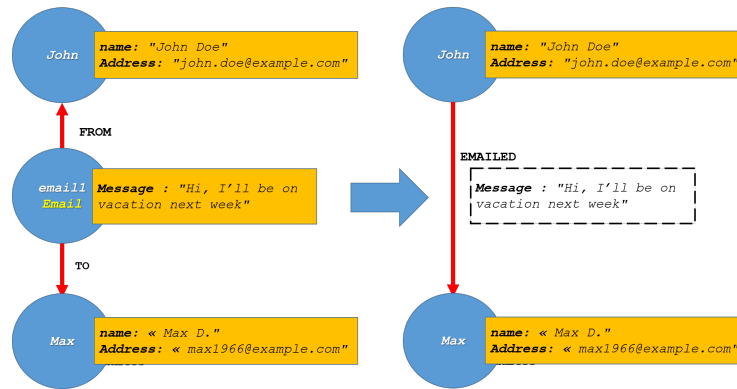 John
name: "John Doe"
Address: "john.doe@example.com"
FROM
email1
Email
Message : "Hi, I'll be on
vacation next week"
TO
Max
name: « Max D."
Address: « max1966@example.com"
John
name: "John Doe"
Address: "john.doe@example.com"
EMAILED
Message : "Hi, I'll be on
vacation next week"
Max
name: « Max D."
Address: « max1966@example.com"